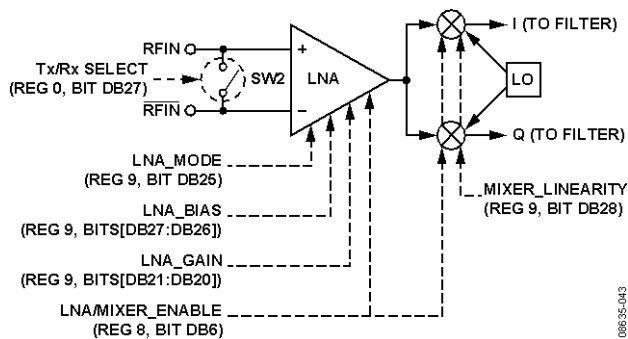 RFIN
I (TO FILTER)
Tx/Rx SELECT
(REG 0, BIT DB27)
SW2
+
LNA
−
LO
R̅F̅I̅N̅
Q (TO FILTER)
LNA_MODE
(REG 9, BIT DB25)
MIXER_LINEARITY
(REG 9, BIT DB28)
LNA_BIAS
(REG 9, BITS[DB27:DB26])
LNA_GAIN
(REG 9, BITS[DB21:DB20])
LNA/MIXER_ENABLE
(REG 8, BIT DB6)
08635-043